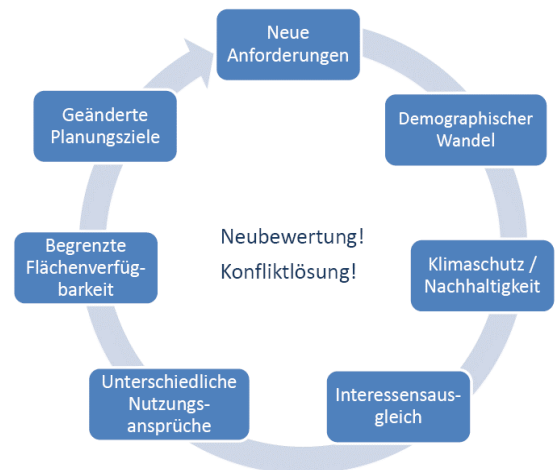 Neue
Anforderungen
Demographischer
Wandel
Klimaschutz /
Nachhaltigkeit
Interessensaus-
gleich
Unterschiedliche
Nutzungs-
ansprüche
Begrenzte
Flächenverfüg-
barkeit
Geänderte
Planungsziele
Neubewertung!
Konfliktlösung!